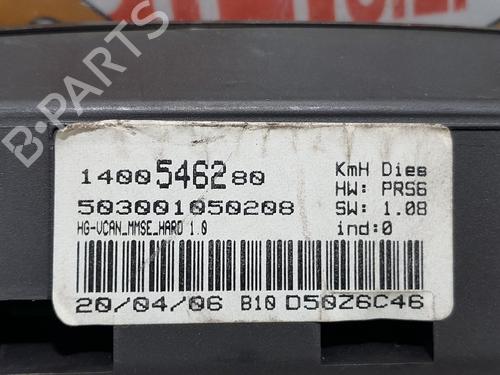 B-PARTS
1400546280 KmH Dies
HW: PRS6
503001050208 SW: 1.08
HG-VCAN_MMSE_HARD 1.0 ind:0
20/04/06 B10 D50Z6C46